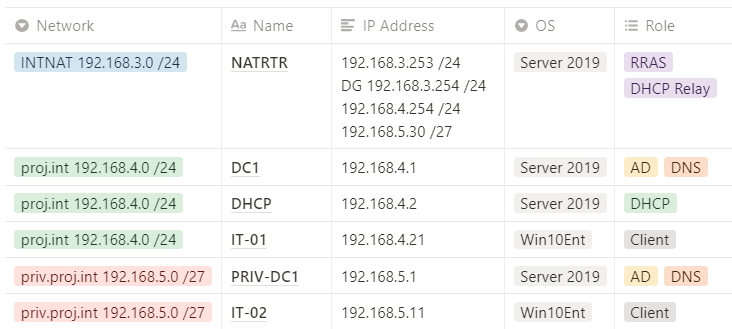 Network Aa Name IP Address OS Role
INTNAT 192.168.3.0 /24 NATRTR 192.168.3.253 /24 Server 2019 RRAS
DG 192.168.3.254 /24 DHCP Relay
192.168.4.254 /24
192.168.5.30 /27
proj.int 192.168.4.0 /24 DC1 192.168.4.1 Server 2019 AD DNS
proj.int 192.168.4.0 /24 DHCP 192.168.4.2 Server 2019 DHCP
proj.int 192.168.4.0 /24 IT-01 192.168.4.21 Win10Ent Client
priv.proj.int 192.168.5.0 /27 PRIV-DC1 192.168.5.1 Server 2019 AD DNS
priv.proj.int 192.168.5.0 /27 IT-02 192.168.5.11 Win10Ent Client